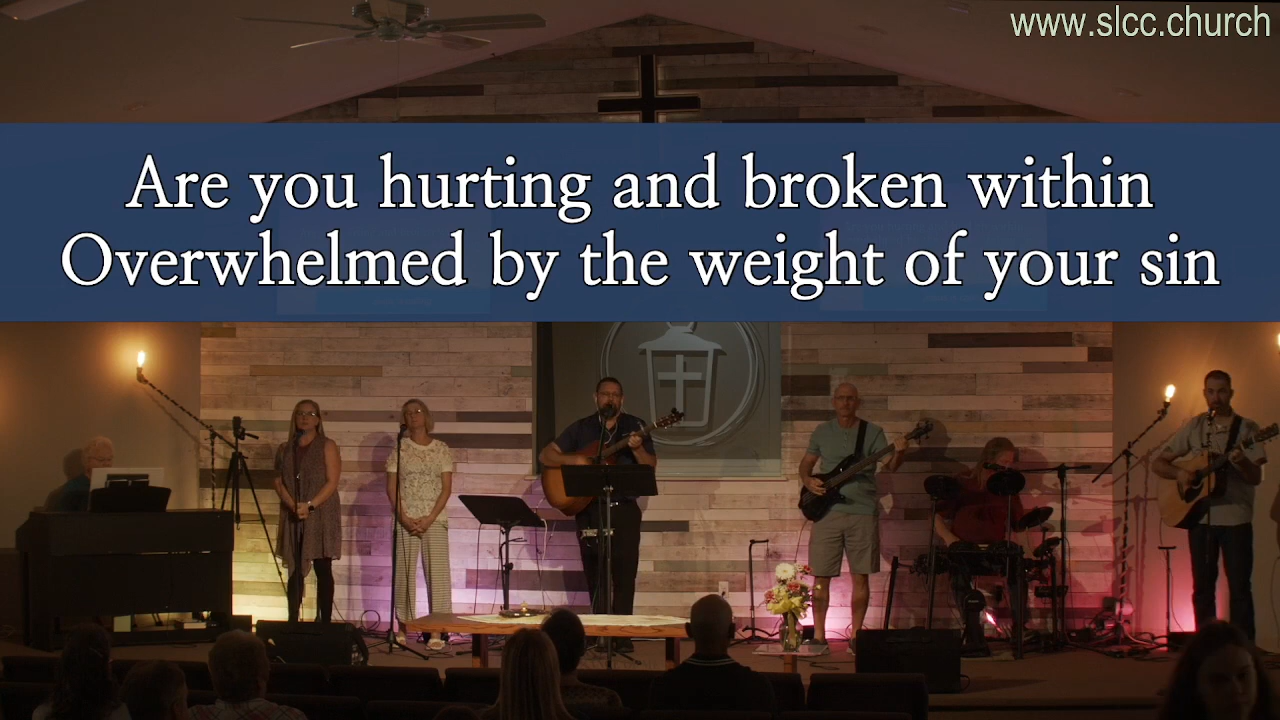 www.slcc.church
Are you hurting and broken within
Overwhelmed by the weight of your sin